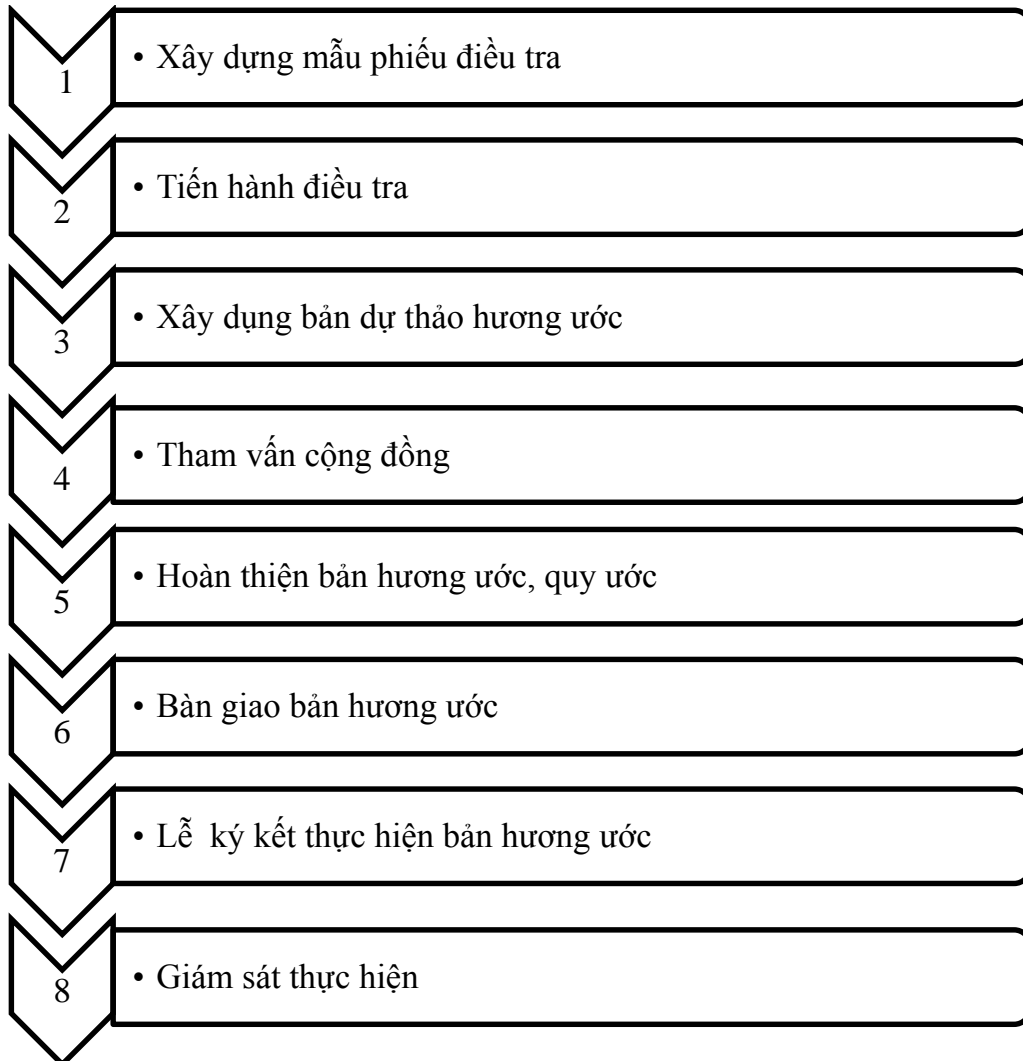 1
• Xây dựng mẫu phiếu điều tra
2
• Tiến hành điều tra
3
• Xây dụng bản dự thảo hương ước
4
• Tham vấn cộng đồng
5
• Hoàn thiện bản hương ước, quy ước
6
• Bàn giao bản hương ước
7
• Lễ  ký kết thực hiện bản hương ước
8
• Giám sát thực hiện